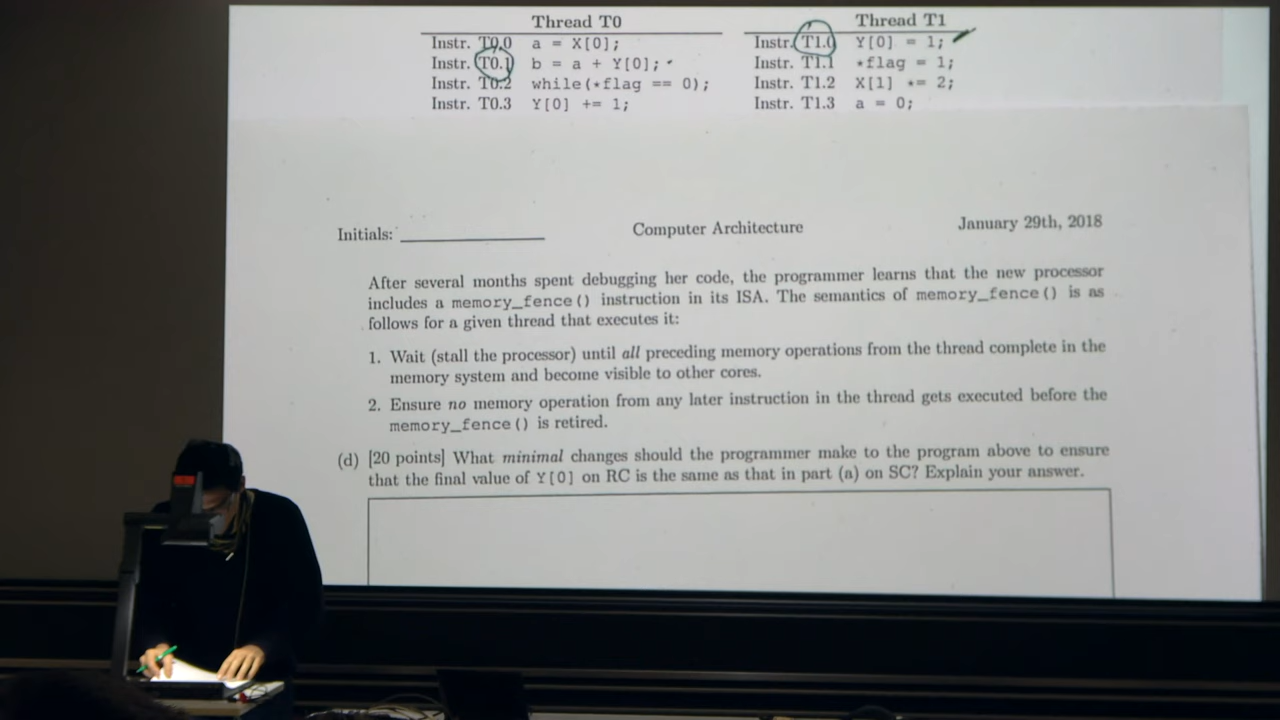 Thread T0 Thread T1
Instr. T0.0 a = X[0]; Instr. T1.0 Y[0] = 1;
Instr. T0.1 b = a + Y[0]; Instr. T1.1 *flag = 1;
Instr. T0.2 while(*flag == 0); Instr. T1.2 X[1] *= 2;
Instr. T0.3 Y[0] += 1; Instr. T1.3 a = 0;
Initials: Computer Architecture January 29th, 2018
After several months spent debugging her code, the programmer learns that the new processor
includes a memory_fence() instruction in its ISA. The semantics of memory_fence() is as
follows for a given thread that executes it:
1. Wait (stall the processor) until all preceding memory operations from the thread complete in the
memory system and become visible to other cores.
2. Ensure no memory operation from any later instruction in the thread gets executed before the
memory_fence() is retired.
(d) [20 points] What minimal changes should the programmer make to the program above to ensure
that the final value of Y[0] on RC is the same as that in part (a) on SC? Explain your answer.